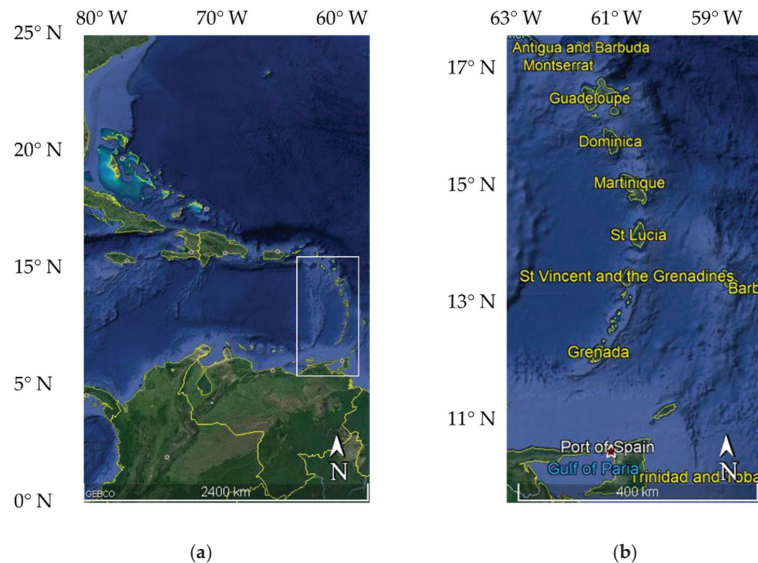 80° W 70° W 60° W
25° N
20° N
15° N
5° N
0° N
GEBCO
2400 km
N
(a)
63° W 61° W 59° W
17° N
15° N
13° N
11° N
Antigua and Barbuda
Montserrat
Guadeloupe
Dominica
Martinique
St Lucia
St Vincent and the Grenadines
Barb
Grenada
Port of Spain
Gulf of Paria
Trinidad and Toba
400 km
N
(b)